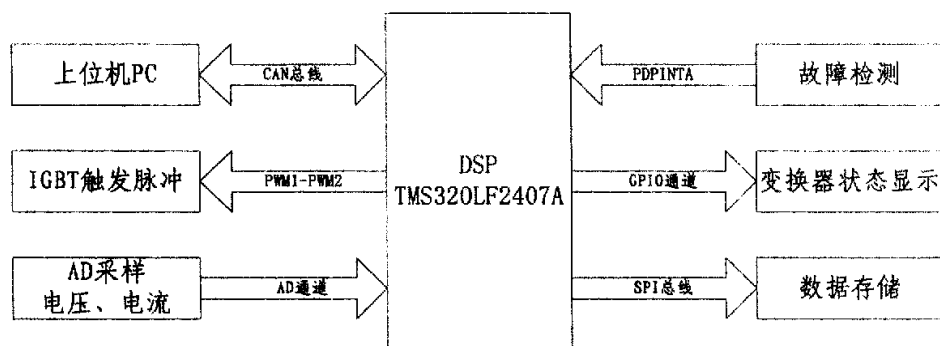 上位机PC
CAN总线
PDPINTA
故障检测
DSP
TMS320LF2407A
IGBT触发脉冲
PWM1-PWM2
GPIO通道
变换器状态显示
AD采样
电压、电流
AD通道
SPI总线
数据存储